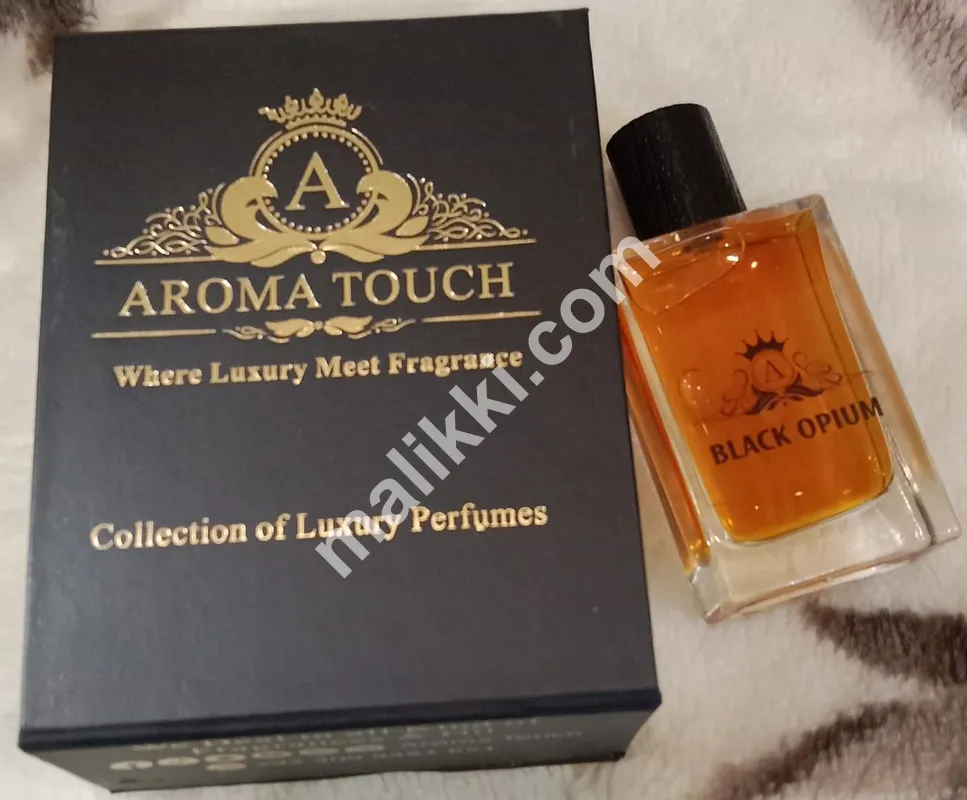 A
AROMA TOUCH
Where Luxury Meet Fragrance
Collection of Luxury Perfumes
A
BLACK OPIUM
malikki.com